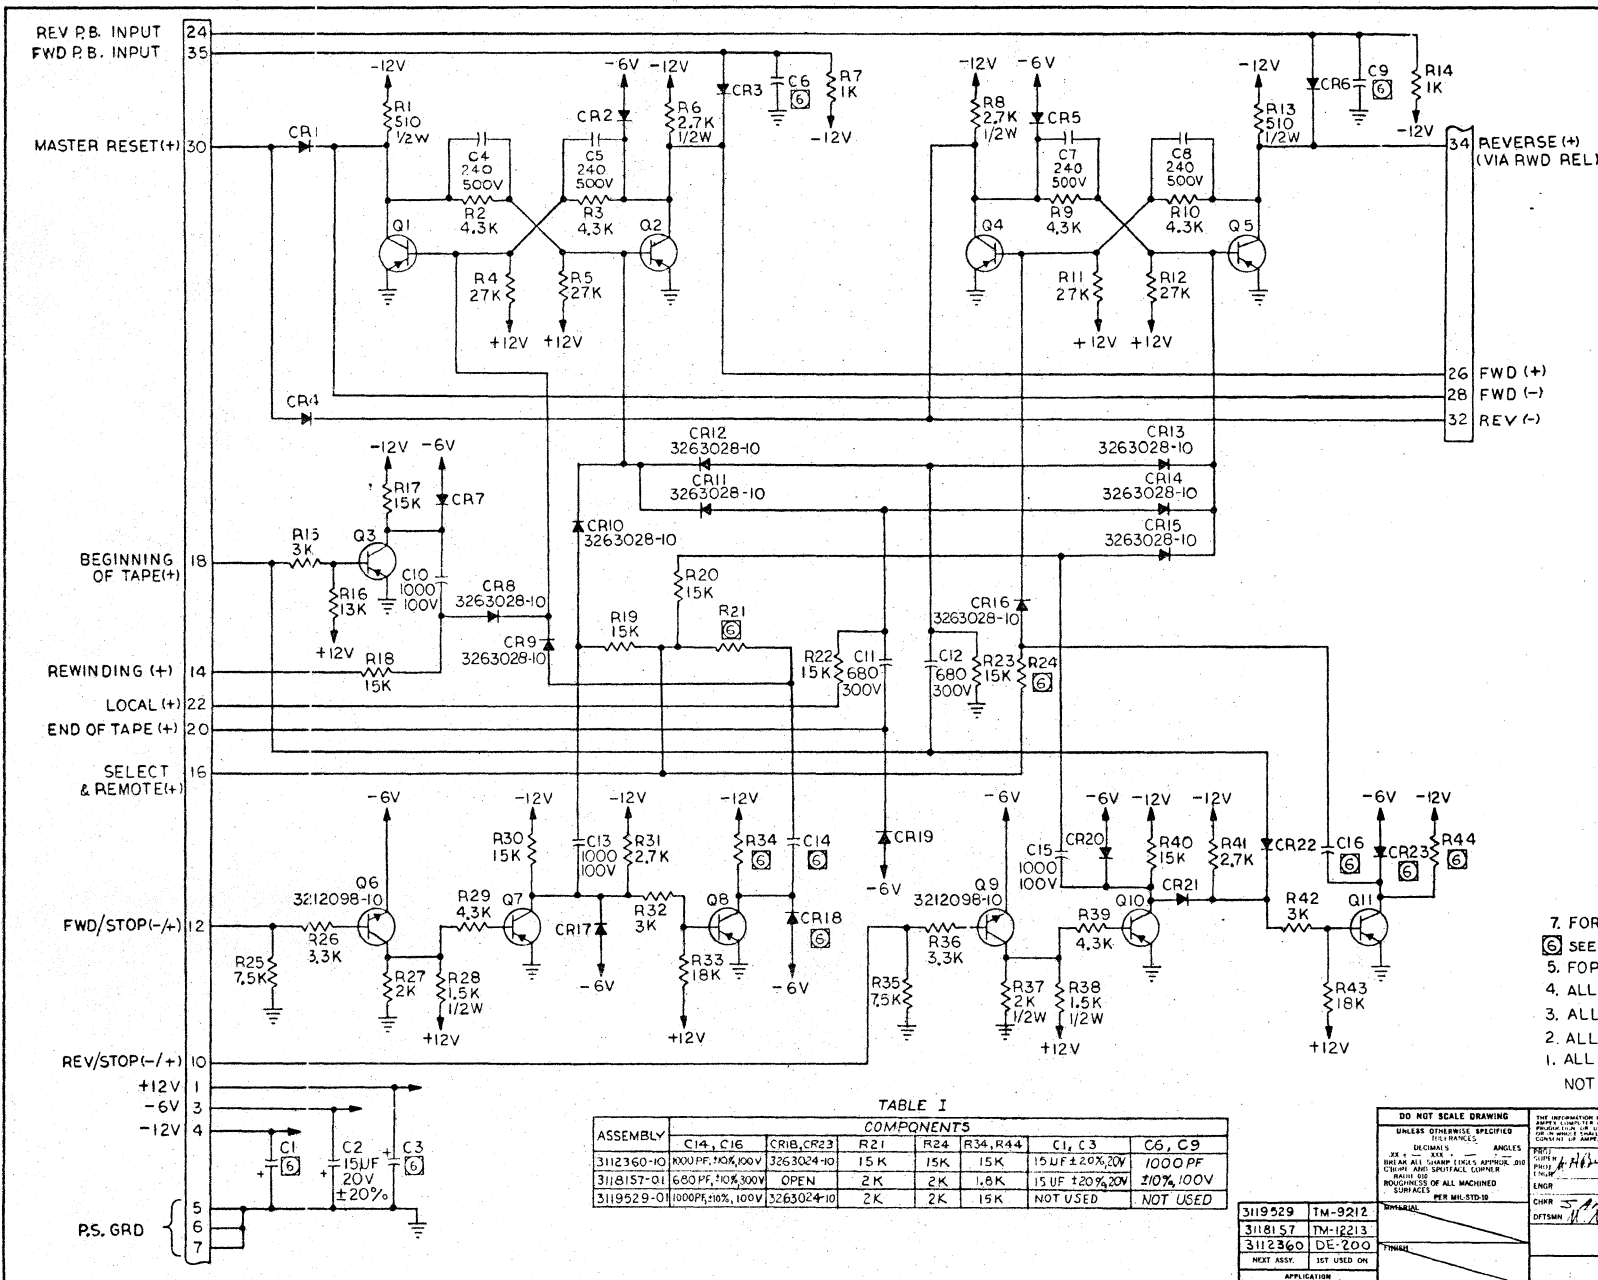 REV P.B. INPUT 24
FWD P.B. INPUT 35
MASTER RESET(+) 30
BEGINNING OF TAPE(+) 18
REWINDING (+) 14
LOCAL (+) 22
END OF TAPE (+) 20
SELECT & REMOTE(+) 16
FWD/STOP(-/+) 12
REV/STOP(-/+) 10
+12V 1
-6V 3
-12V 4
P.S. GRD 5 6 7
34 REVERSE (+)
(VIA RWD REL)
26 FWD (+)
28 FWD (-)
32 REV (-)
-12V
R1
510
1/2W
CR1
C4
240
500V
R2
4.3K
C5
240
500V
R3
4.3K
-6V
CR2
-12V
R6
2.7K
1/2W
CR3
C6
6
R7
1K
-12V
Q1
Q2
R4
27K
R5
27K
+12V
+12V
-12V
R8
2.7K
1/2W
-6V
CR5
C7
240
500V
R9
4.3K
C8
240
500V
R10
4.3K
-12V
R13
510
1/2W
CR6
C9
6
R14
1K
-12V
Q4
Q5
R11
27K
R12
27K
+12V
+12V
CR4
-12V
-6V
R17
15K
CR7
R15
3K
Q3
R16
13K
+12V
C10
1000
100V
CR8
3263028-10
CR9
3263028-10
R18
15K
CR12
3263028-10
CR11
3263028-10
CR10
3263028-10
CR13
3263028-10
CR14
3263028-10
CR15
3263028-10
CR16
3263028-10
R20
15K
R19
15K
R21
6
R22
15K
C11
680
300V
C12
680
300V
R23
15K
R24
6
-6V
R25
7.5K
R26
3.3K
Q6
3212098-10
R27
2K
R28
1.5K
1/2W
+12V
R29
4.3K
-12V
R30
15K
Q7
C13
1000
100V
-12V
R31
2.7K
CR17
-6V
R32
3K
R33
18K
+12V
-12V
R34
6
Q8
C14
6
CR18
6
-6V
CR19
-6V
R35
7.5K
R36
3.3K
-6V
Q9
3212098-10
R37
2K
1/2W
R38
1.5K
1/2W
+12V
C15
1000
100V
-6V
CR20
-12V
R40
15K
R39
4.3K
Q10
CR21
-12V
R41
2.7K
CR22
R42
3K
R43
18K
+12V
C16
6
-6V
CR23
6
-12V
R44
6
Q11
C1
6
C2
15UF
20V
±20%
C3
6
7. FOR
6 SEE
5. FOR
4. ALL
3. ALL
2. ALL
1. ALL
NOT
TABLE I
COMPONENTS
ASSEMBLY C14, C16 CR18, CR23 R21 R24 R34, R44 C1, C3 C6, C9
3112360-10 1000PF, ±10%, 100V 3263024-10 15K 15K 15K 15UF ±20%, 20V 1000PF
3118157-01 680PF, ±10%, 300V OPEN 2K 2K 1.8K 15UF ±20%, 20V ±10%, 100V
3119529-01 1000PF, ±10%, 100V 3263024-10 2K 2K 15K NOT USED NOT USED
DO NOT SCALE DRAWING
UNLESS OTHERWISE SPECIFIED
TOLERANCES
DECIMALS ANGLES
BREAK ALL SHARP EDGES APPROX .010
ROUGHNESS OF ALL MACHINED
SURFACES
PER MIL-STD-10
MATERIAL
FINISH
ENGR
CHKR
DFTSMN
3119529 TM-9212
3118157 TM-12213
3112360 DE-200
NEXT ASSY. 1ST USED ON
APPLICATION